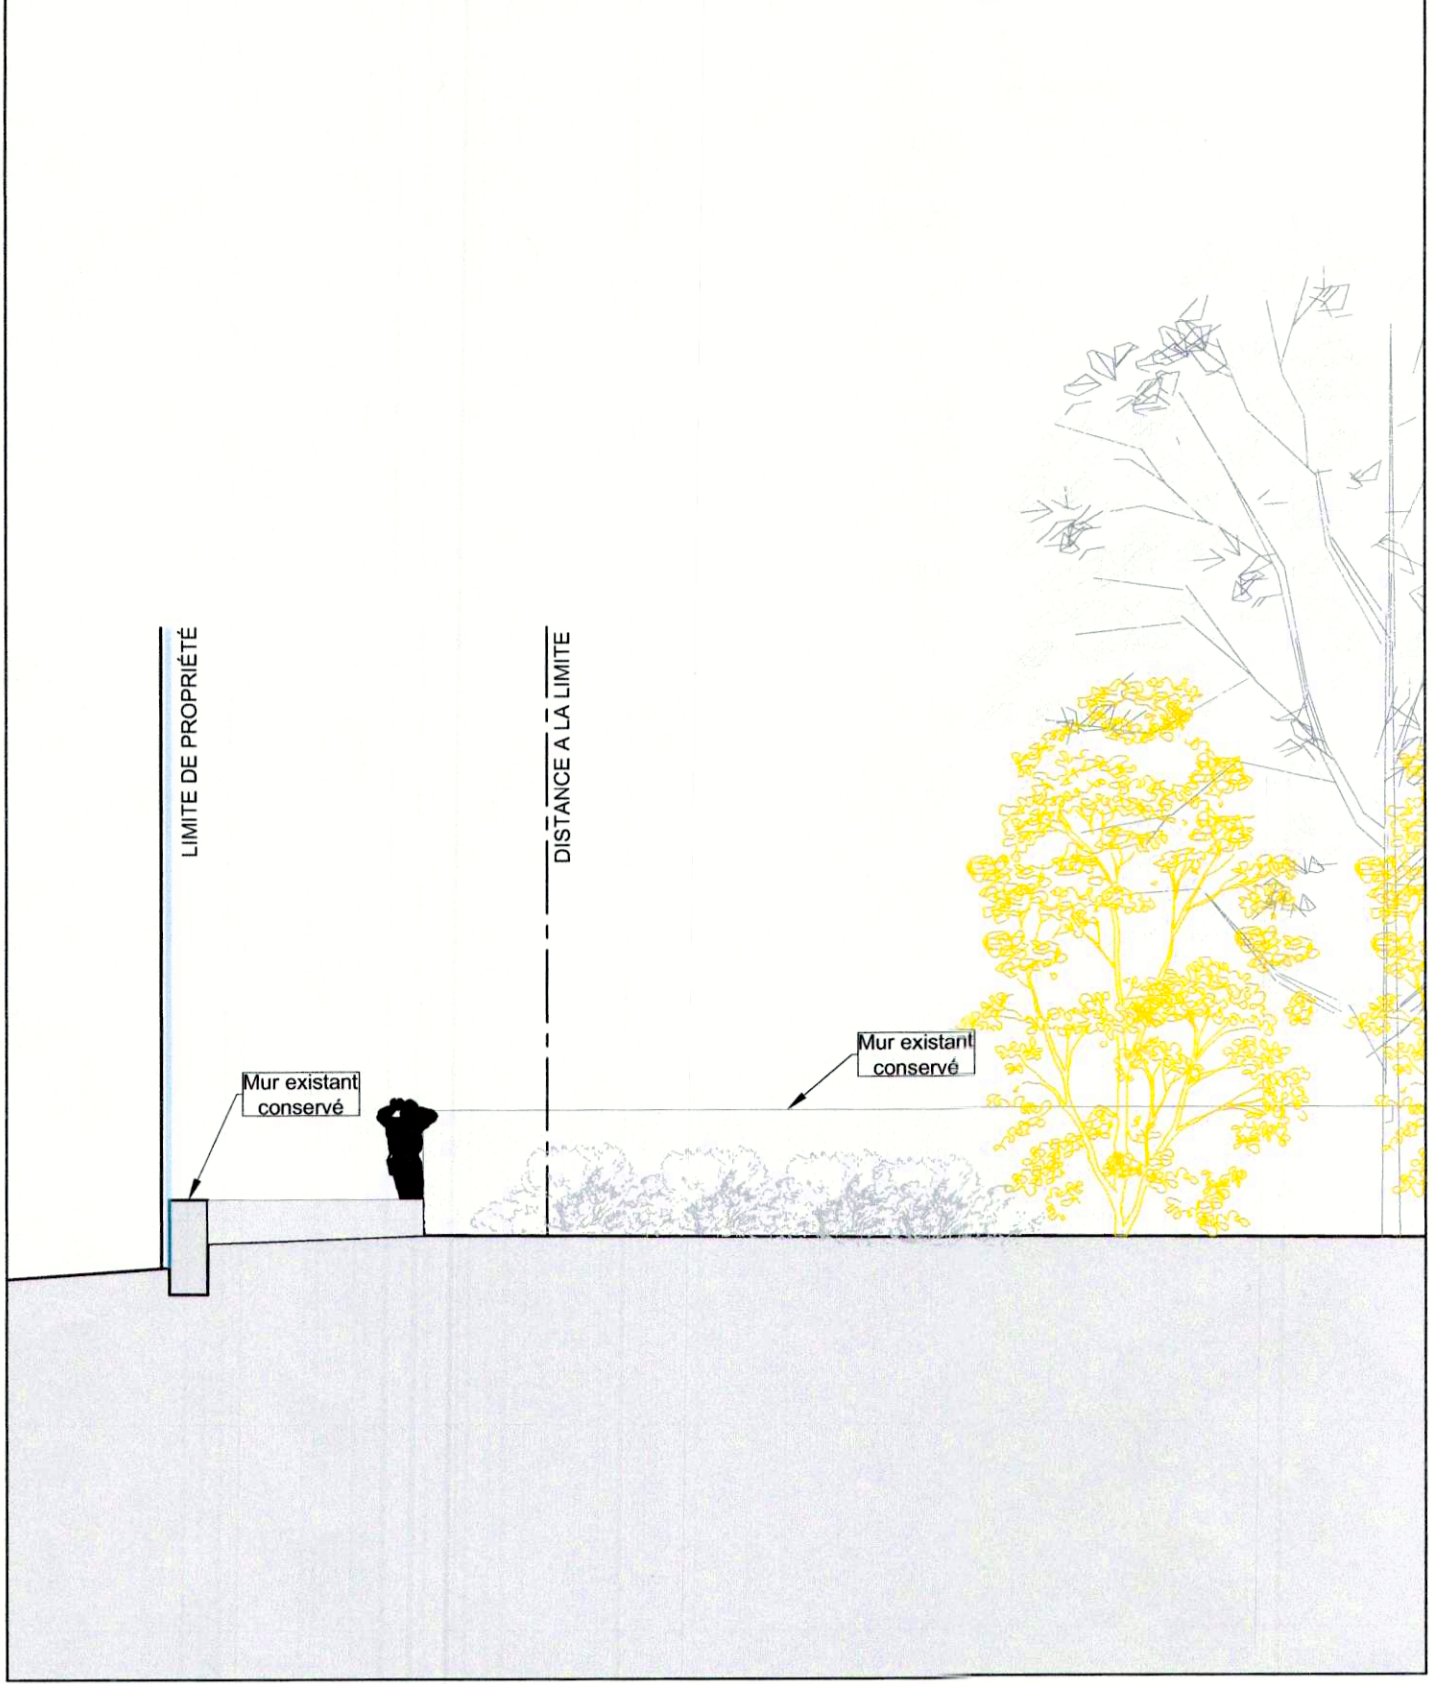 LIMITE DE PROPRIÉTÉ
DISTANCE A LA LIMITE
Mur existant
conservé
Mur existant
conservé